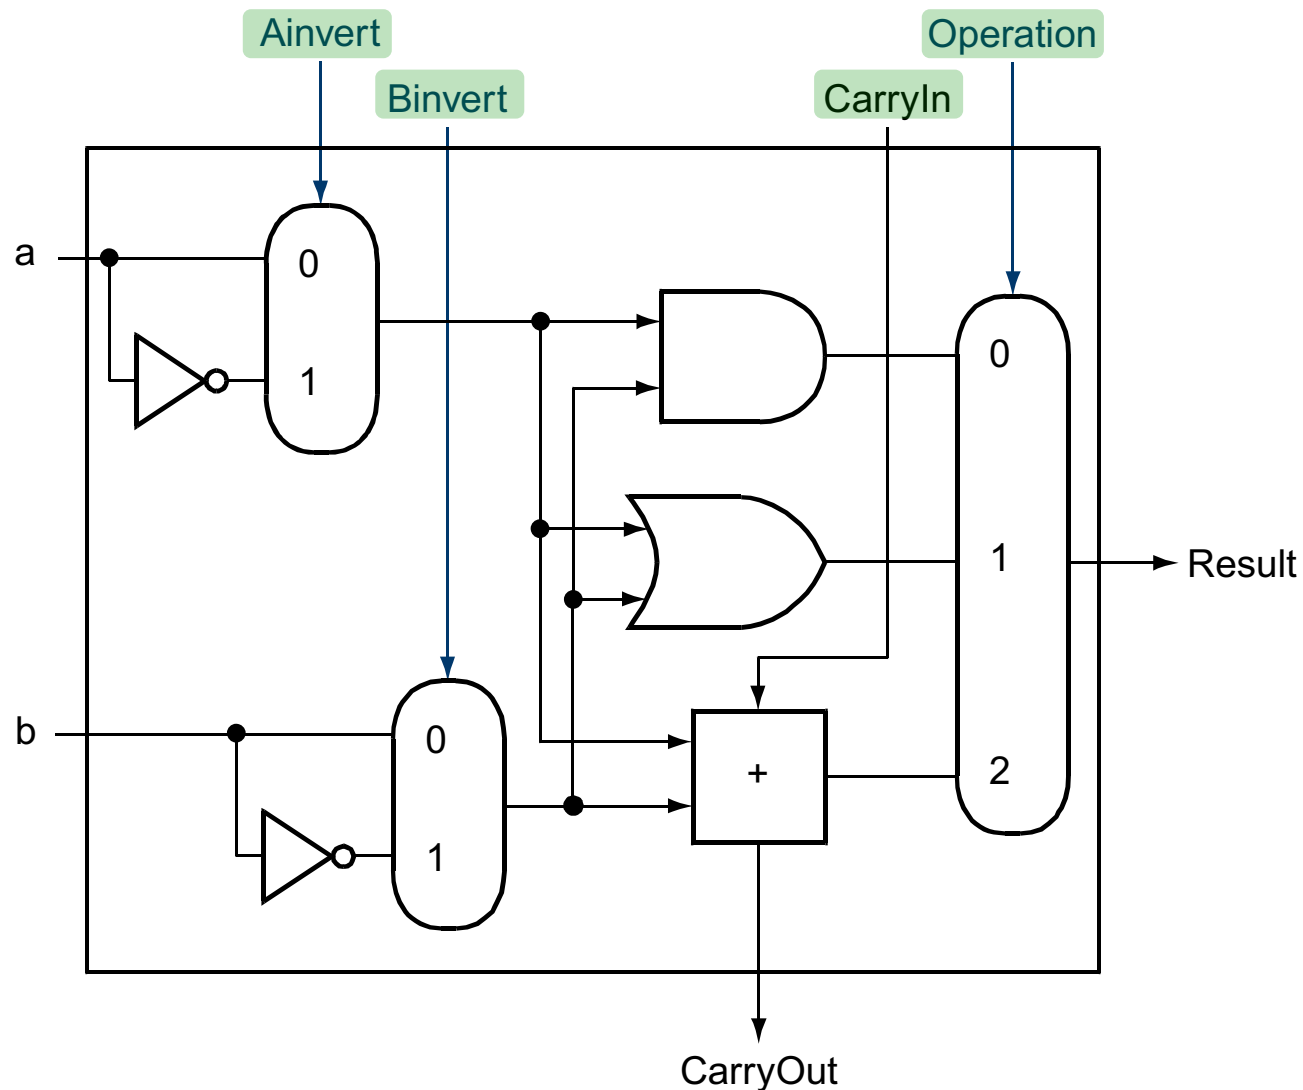 Ainvert
Operation
Binvert
CarryIn
a
0
1
0
1
Result
b
0
1
+
2
CarryOut